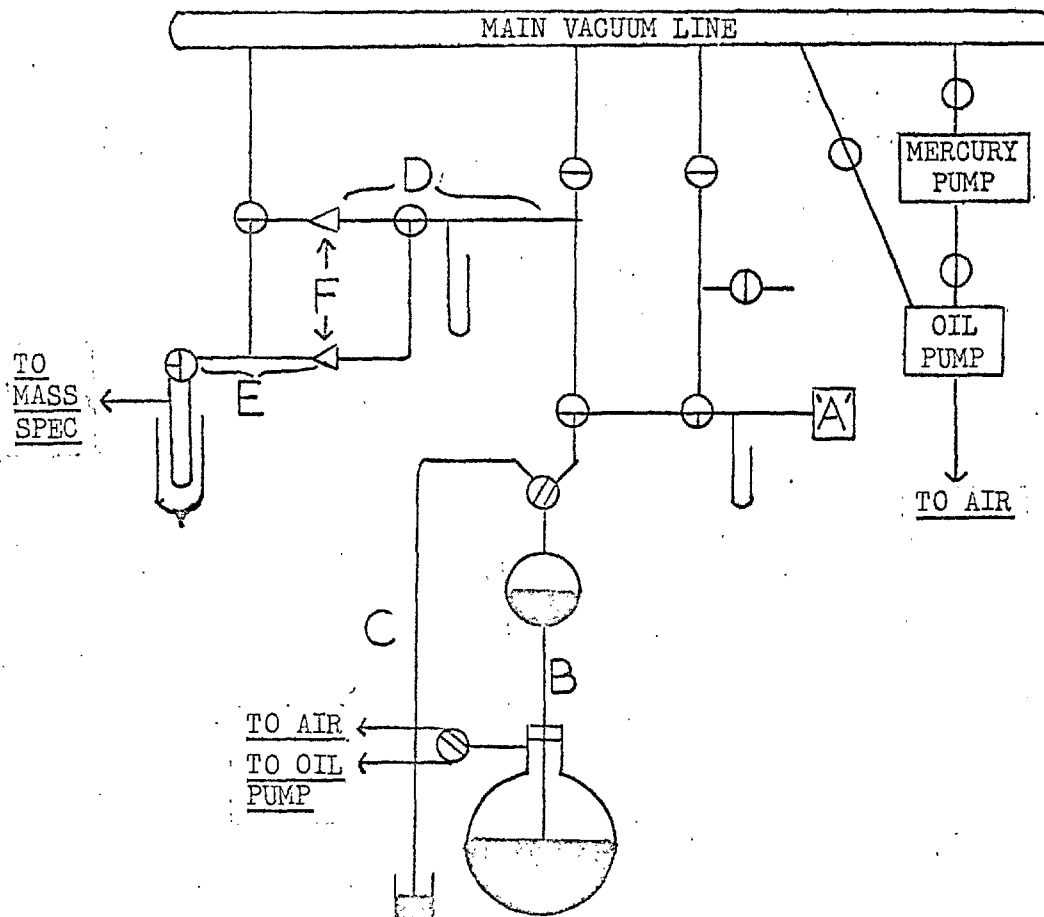 MAIN VACUUM LINE
D
MERCURY
PUMP
F
OIL
PUMP
TO
MASS
SPEC
E
'A'
TO AIR
C
B
TO AIR
TO OIL
PUMP